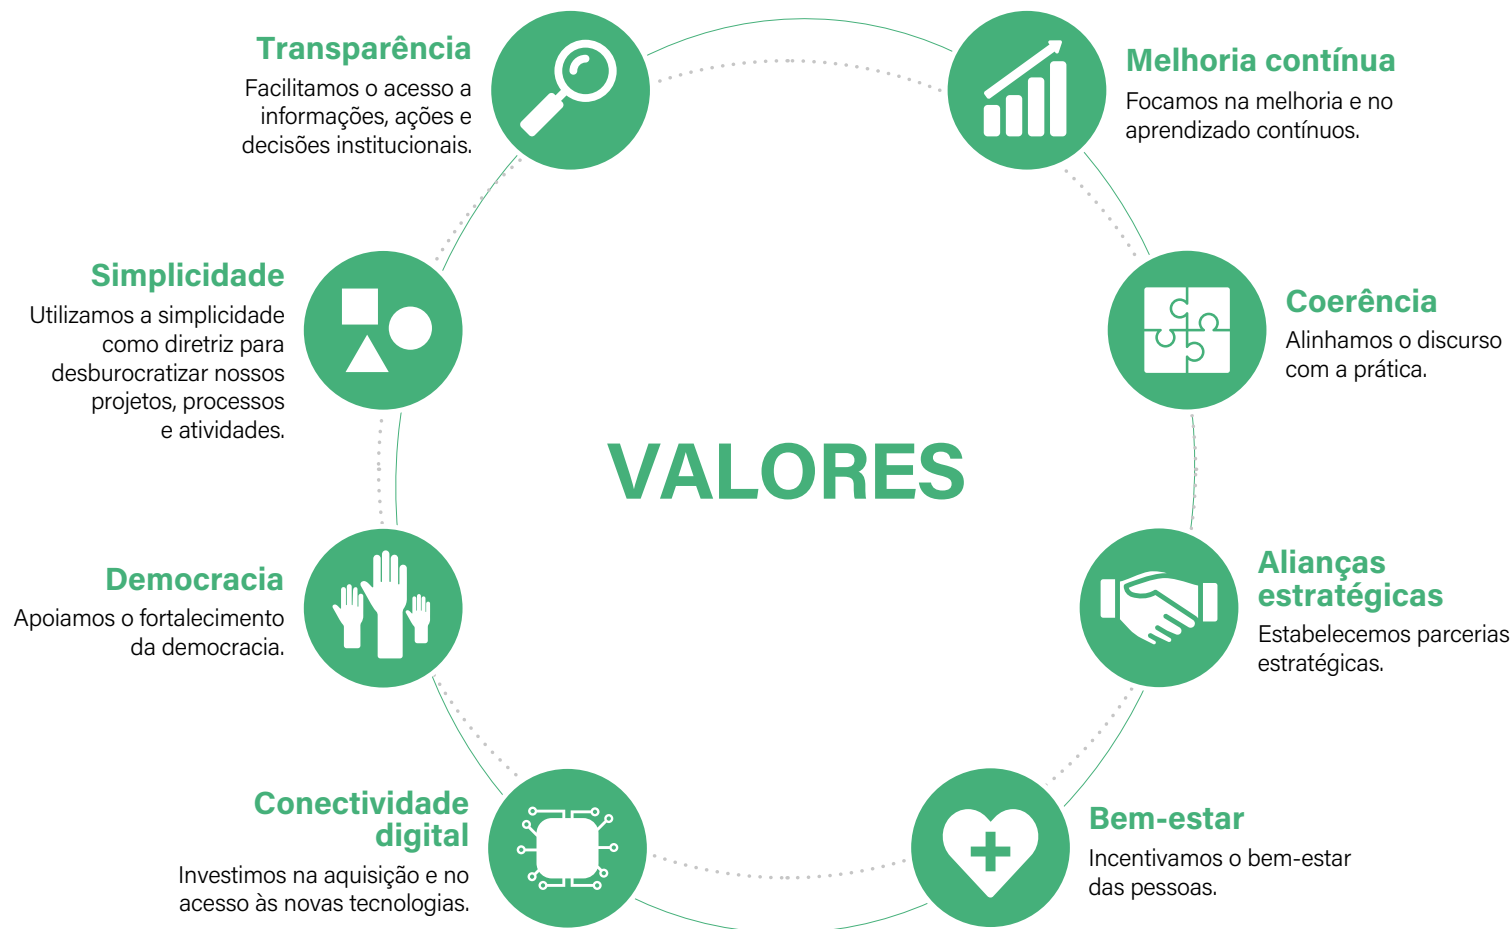 Transparência
Facilitamos o acesso a
informações, ações e
decisões institucionais.
Melhoria contínua
Focamos na melhoria e no
aprendizado contínuos.
Simplicidade
Utilizamos a simplicidade
como diretriz para
desburocratizar nossos
projetos, processos
e atividades.
Coerência
Alinhamos o discurso
com a prática.
VALORES
Democracia
Apoiamos o fortalecimento
da democracia.
Alianças
estratégicas
Estabelecemos parcerias
estratégicas.
Conectividade
digital
Investimos na aquisição e no
acesso às novas tecnologias.
Bem-estar
Incentivamos o bem-estar
das pessoas.